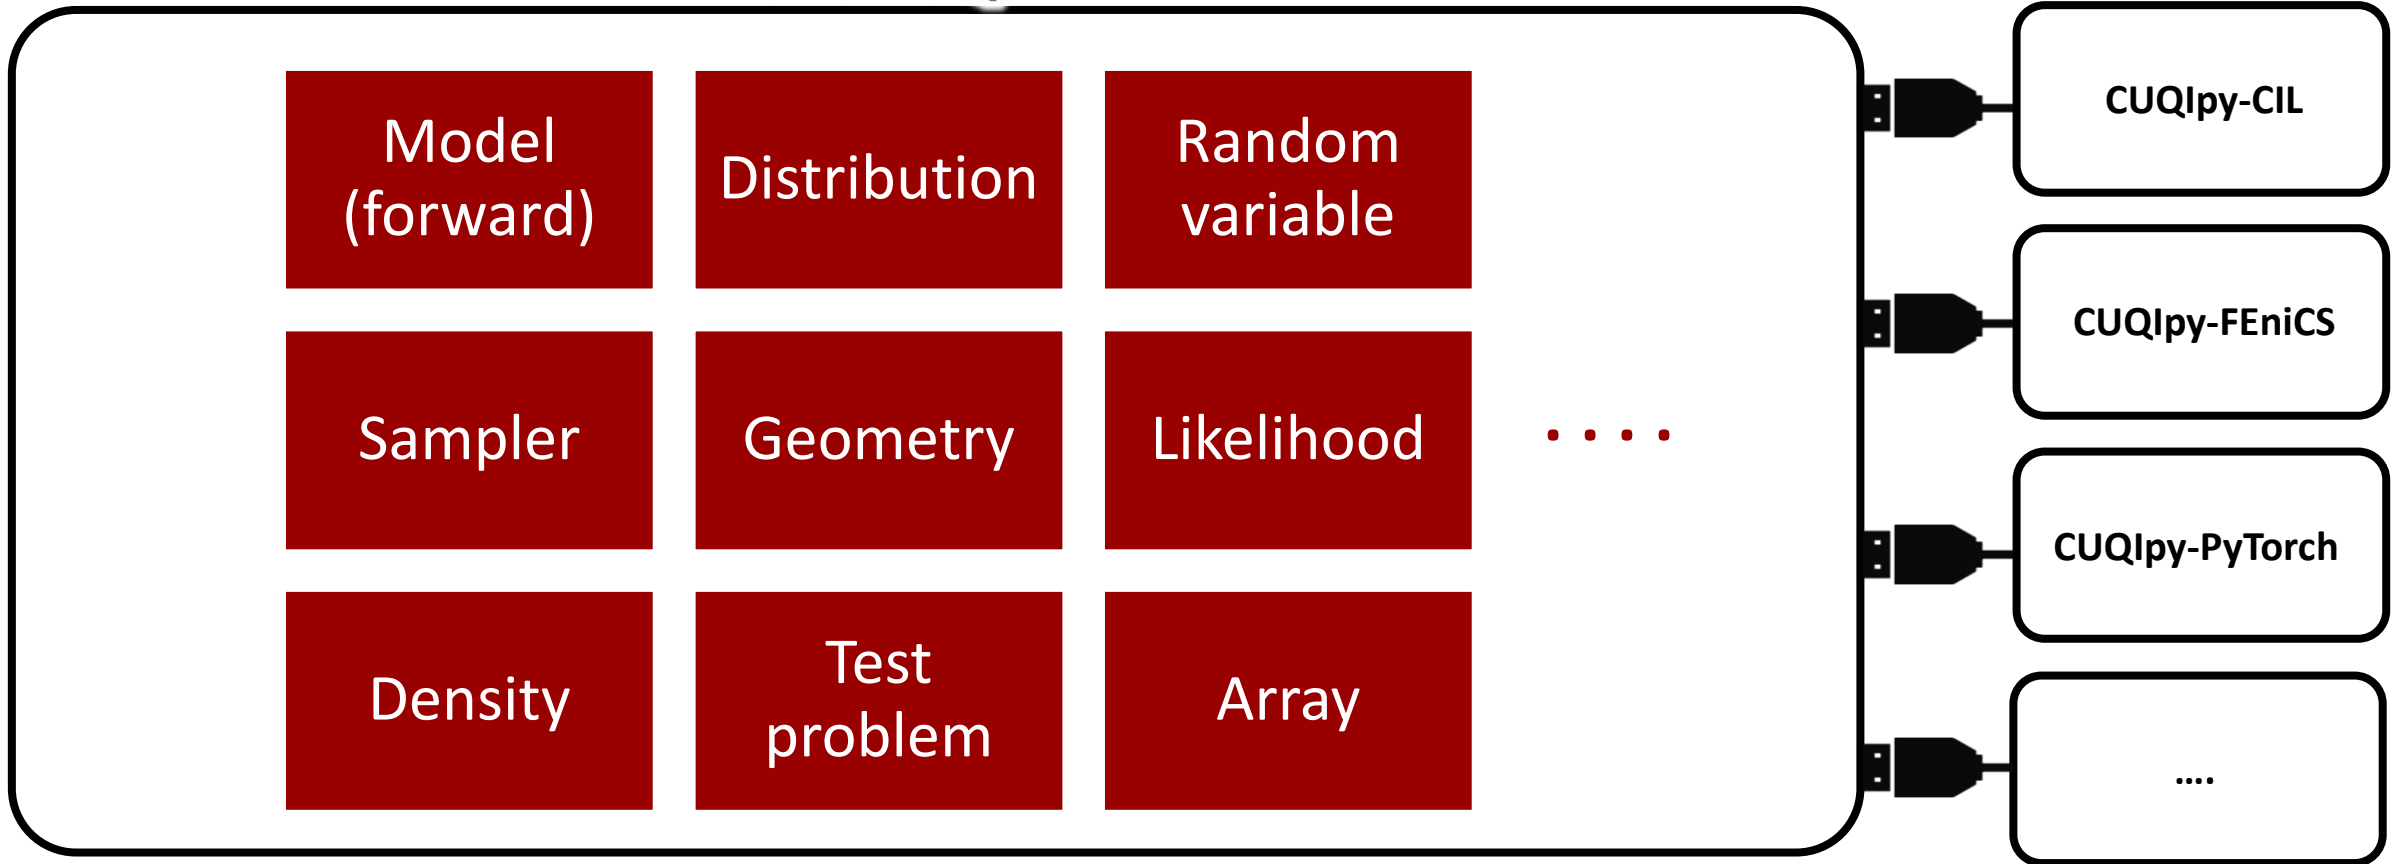 Model
(forward)
Distribution
Random
variable
Sampler
Geometry
Likelihood
. . . .
Density
Test
problem
Array
CUQIpy-CIL
CUQIpy-FEniCS
CUQIpy-PyTorch
....